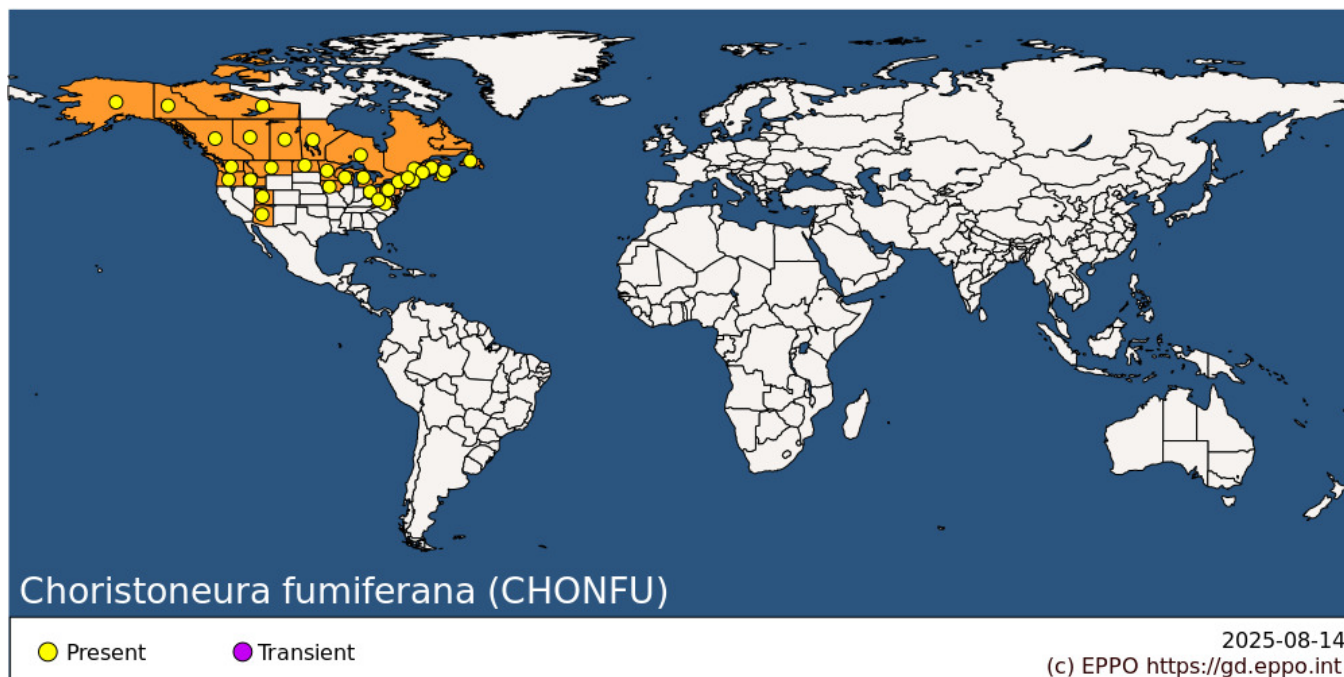 Choristoneura fumiferana (CHONFU)
Present
Transient
2025-08-14
(c) EPPO https://gd.eppo.int